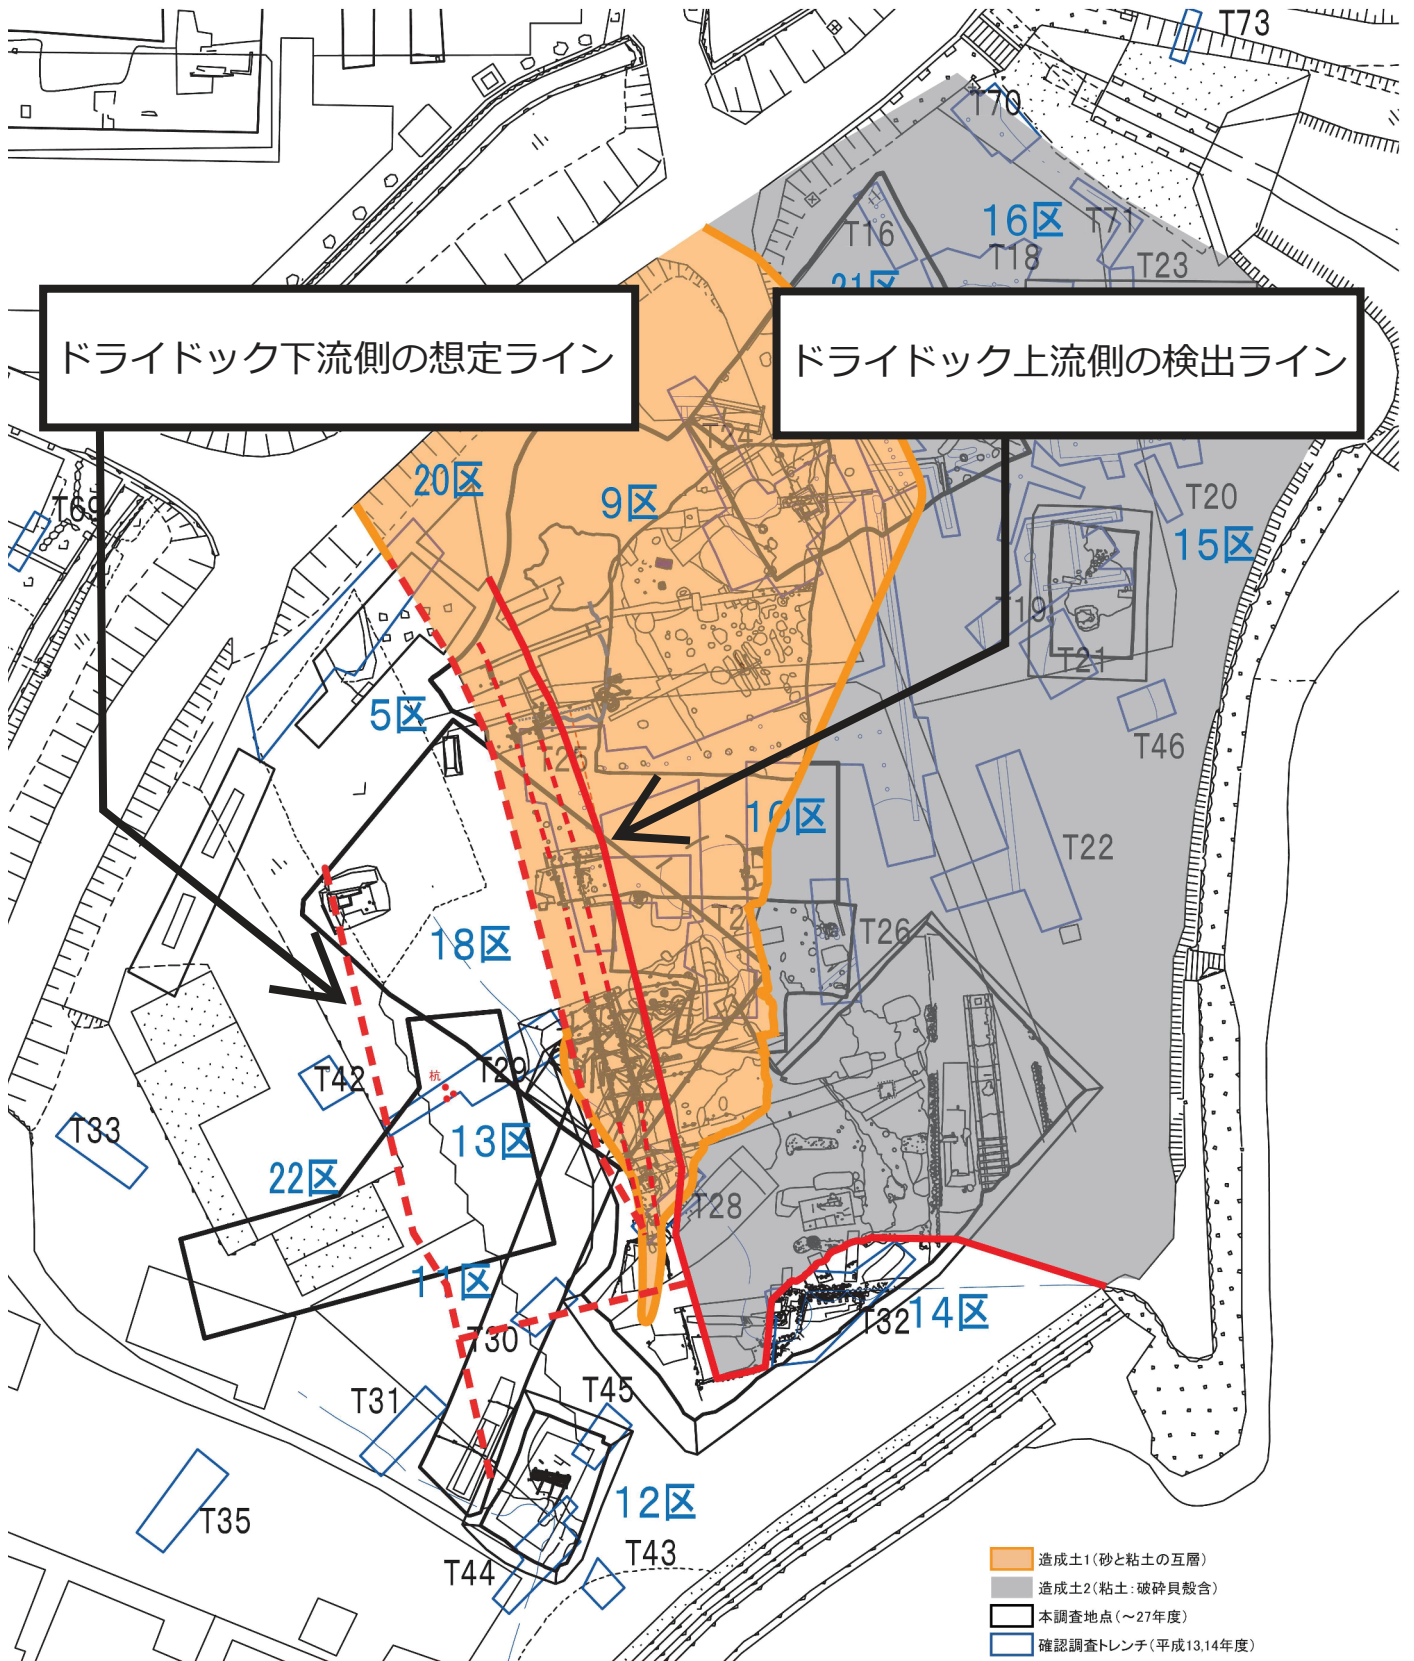 T73
T70
T16
16区
T71
T18
T23
21区
ドライドック下流側の想定ライン
ドライドック上流側の検出ライン
T24
20区
9区
T69
T20
15区
T19
T21
5区
T46
T25
10区
T22
T26
18区
T29
T42
杭
T33
13区
22区
T28
11区
T30
T32
14区
T31
T45
12区
T35
T43
T44
造成土1(砂と粘土の互層)
造成土2(粘土:破砕貝殻含)
本調査地点(~27年度)
確認調査トレンチ(平成13,14年度)